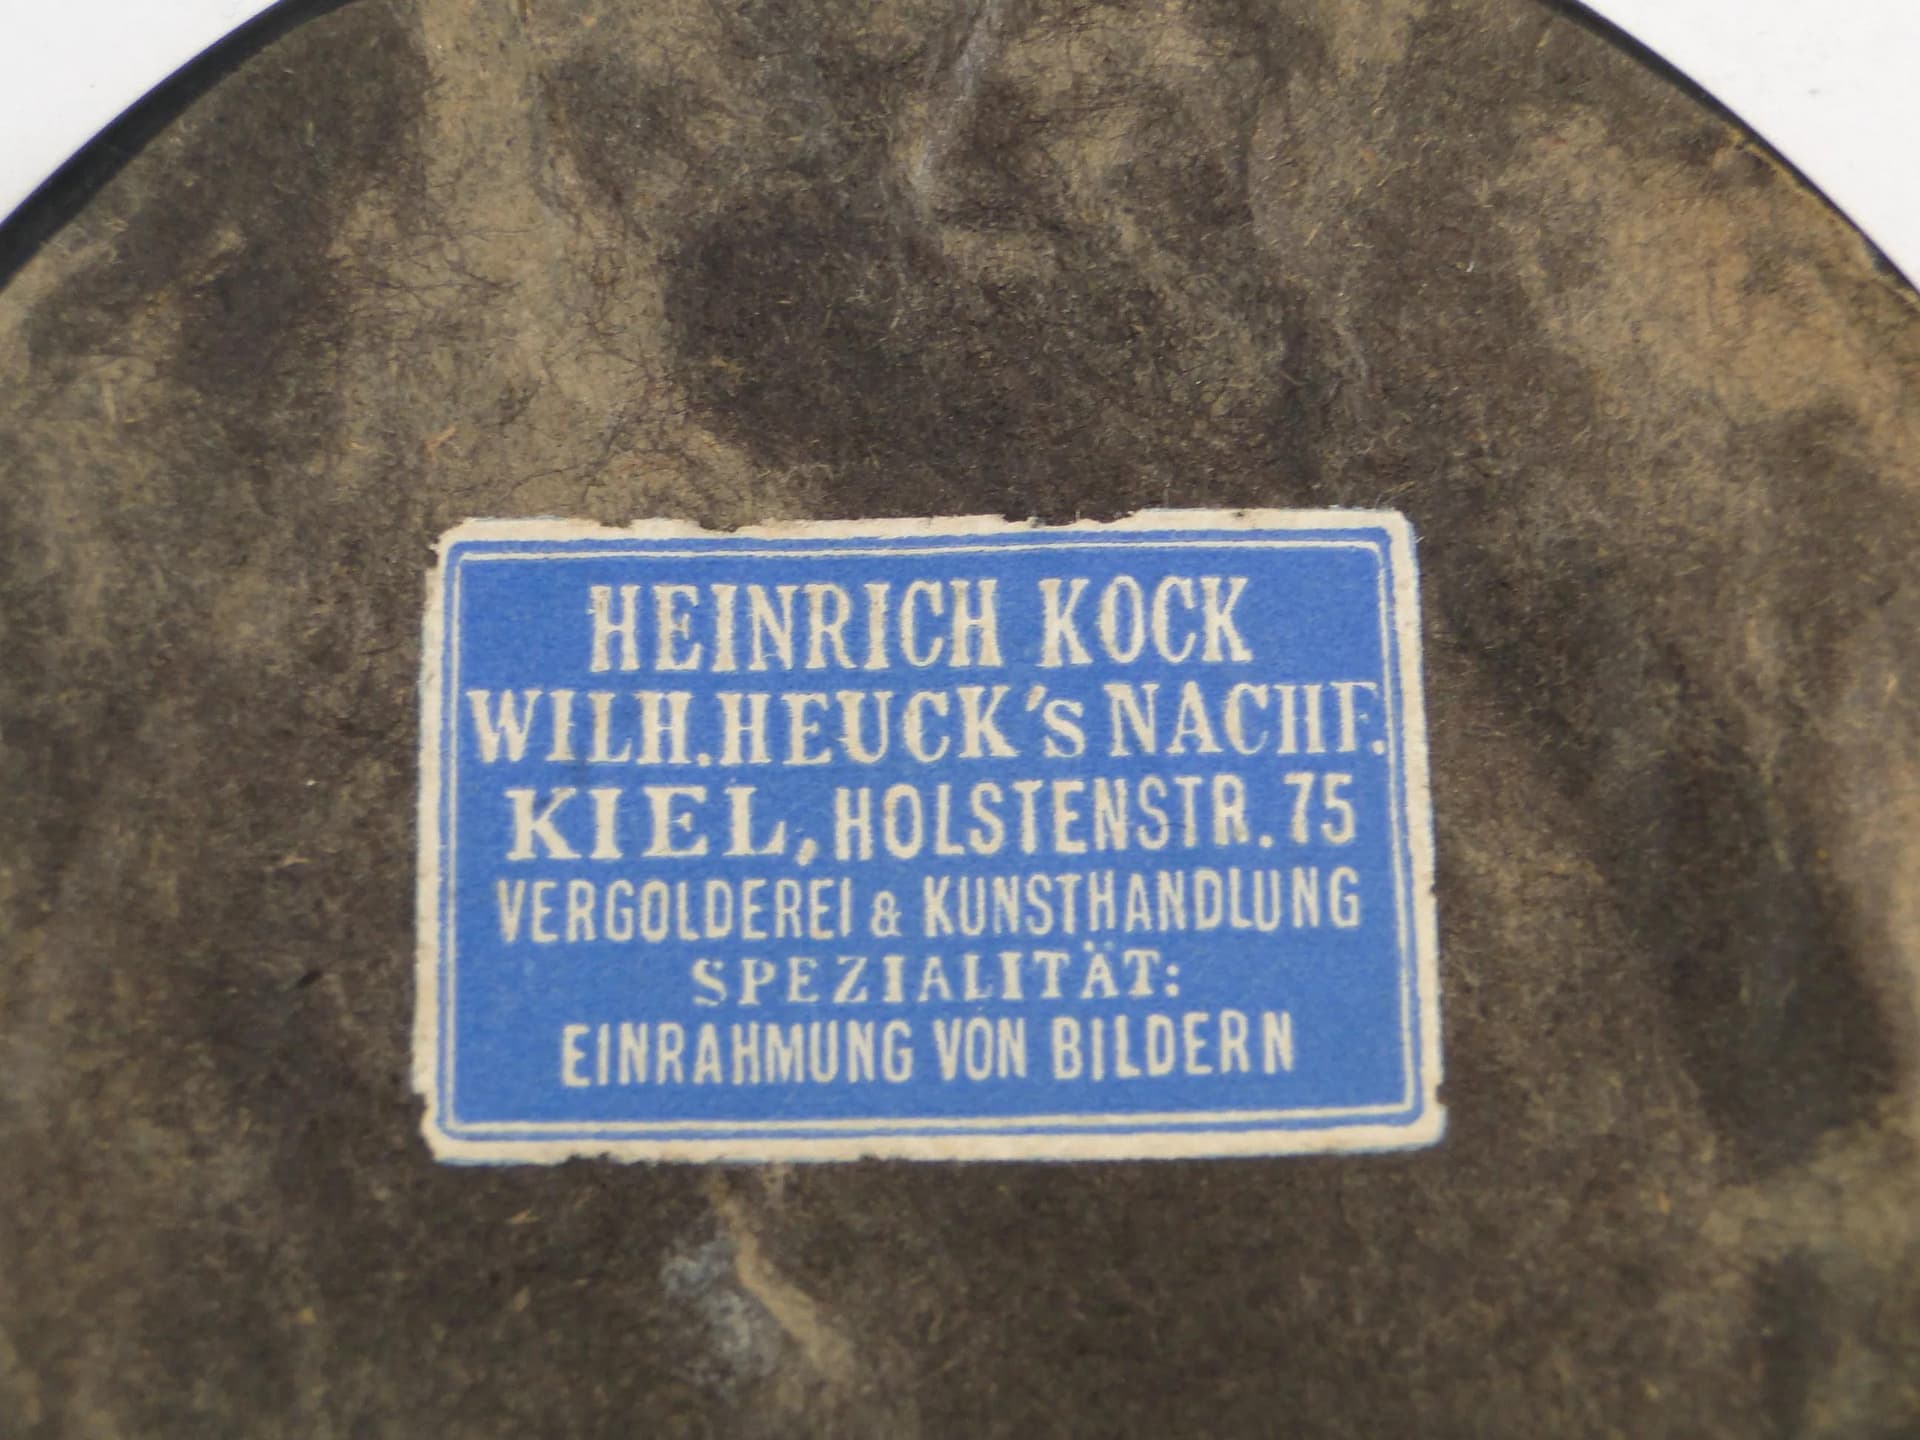 HEINRICH KOCK
WILH. HEUCK'S NACHF.
KIEL, HOLSTENSTR. 75
VERGOLDEREI & KUNSTHANDLUNG
SPEZIALITÄT:
EINRAHMUNG VON BILDERN